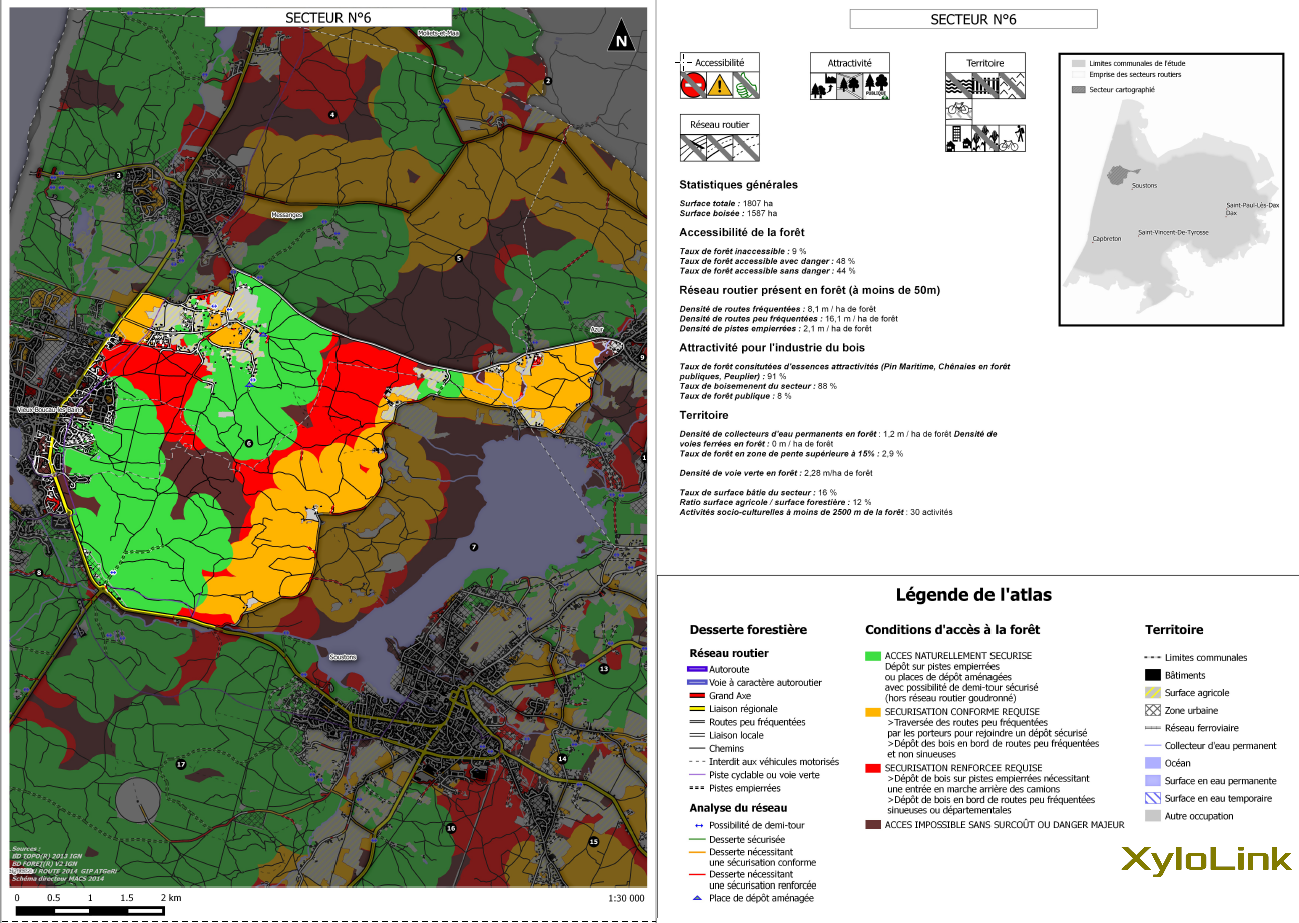 SECTEUR N°6
N
Moliets-et-Maa
2
4
3
Messanges
5
Azur
9
Vieux-Boucau-les-Bains
6
1
7
8
Soustons
13
17
14
16
15
Sources :
BD TOPO(R) 2013 IGN
BD FORET(R) V2 IGN
ROUTE 2014 GIP ATGeRi
Schéma directeur MACS 2014
0 0.5 1 1.5 2 km
1:30 000
SECTEUR N°6
Accessibilité
Attractivité
PUBLIQUE
Territoire
Réseau routier
Limites communales de l'étude
Emprise des secteurs routiers
Secteur cartographié
Soustons
Saint-Paul-Lès-Dax
Dax
Saint-Vincent-De-Tyrosse
Capbreton
Statistiques générales
Surface totale : 1807 ha
Surface boisée : 1587 ha
Accessibilité de la forêt
Taux de forêt inaccessible : 9 %
Taux de forêt accessible avec danger : 48 %
Taux de forêt accessible sans danger : 44 %
Réseau routier présent en forêt (à moins de 50m)
Densité de routes fréquentées : 8,1 m / ha de forêt
Densité de routes peu fréquentées : 16,1 m / ha de forêt
Densité de pistes empierrées : 2,1 m / ha de forêt
Attractivité pour l'industrie du bois
Taux de forêt consitutées d'essences attractivités (Pin Maritime, Chénaies en forêt
publiques, Peuplier) : 91 %
Taux de boisemement du secteur : 88 %
Taux de forêt publique : 8 %
Territoire
Densité de collecteurs d'eau permanents en forêt : 1,2 m / ha de forêt Densité de
voies ferrées en forêt : 0 m / ha de forêt
Taux de forêt en zone de pente supérieure à 15% : 2,9 %
Densité de voie verte en forêt : 2,28 m/ha de forêt
Taux de surface bâtie du secteur : 16 %
Ratio surface agricole / surface forestière : 12 %
Activités socio-culturelles à moins de 2500 m de la forêt : 30 activités
Légende de l'atlas
Desserte forestière
Réseau routier
Autoroute
Voie à caractère autoroutier
Grand Axe
Liaison régionale
Routes peu fréquentées
Liaison locale
Chemins
Interdit aux véhicules motorisés
Piste cyclable ou voie verte
Pistes empierrées
Analyse du réseau
Possibilité de demi-tour
Desserte sécurisée
Desserte nécessitant
une sécurisation conforme
Desserte nécessitant
une sécurisation renforcée
Place de dépôt aménagée
Conditions d'accès à la forêt
ACCES NATURELLEMENT SECURISE
Dépôt sur pistes empierrées
ou places de dépôt aménagées
avec possibilité de demi-tour sécurisé
(hors réseau routier goudronné)
SECURISATION CONFORME REQUISE
>Traversée des routes peu fréquentées
par les porteurs pour rejoindre un dépôt sécurisé
>Dépôt des bois en bord de routes peu fréquentées
et non sinueuses
SECURISATION RENFORCEE REQUISE
>Dépôt de bois sur pistes empierrées nécessitant
une entrée en marche arrière des camions
>Dépôt de bois en bord de routes peu fréquentées
sinueuses ou départementales
ACCES IMPOSSIBLE SANS SURCOÛT OU DANGER MAJEUR
Territoire
Limites communales
Bâtiments
Surface agricole
Zone urbaine
Réseau ferroviaire
Collecteur d'eau permanent
Océan
Surface en eau permanente
Surface en eau temporaire
Autre occupation
XyloLink